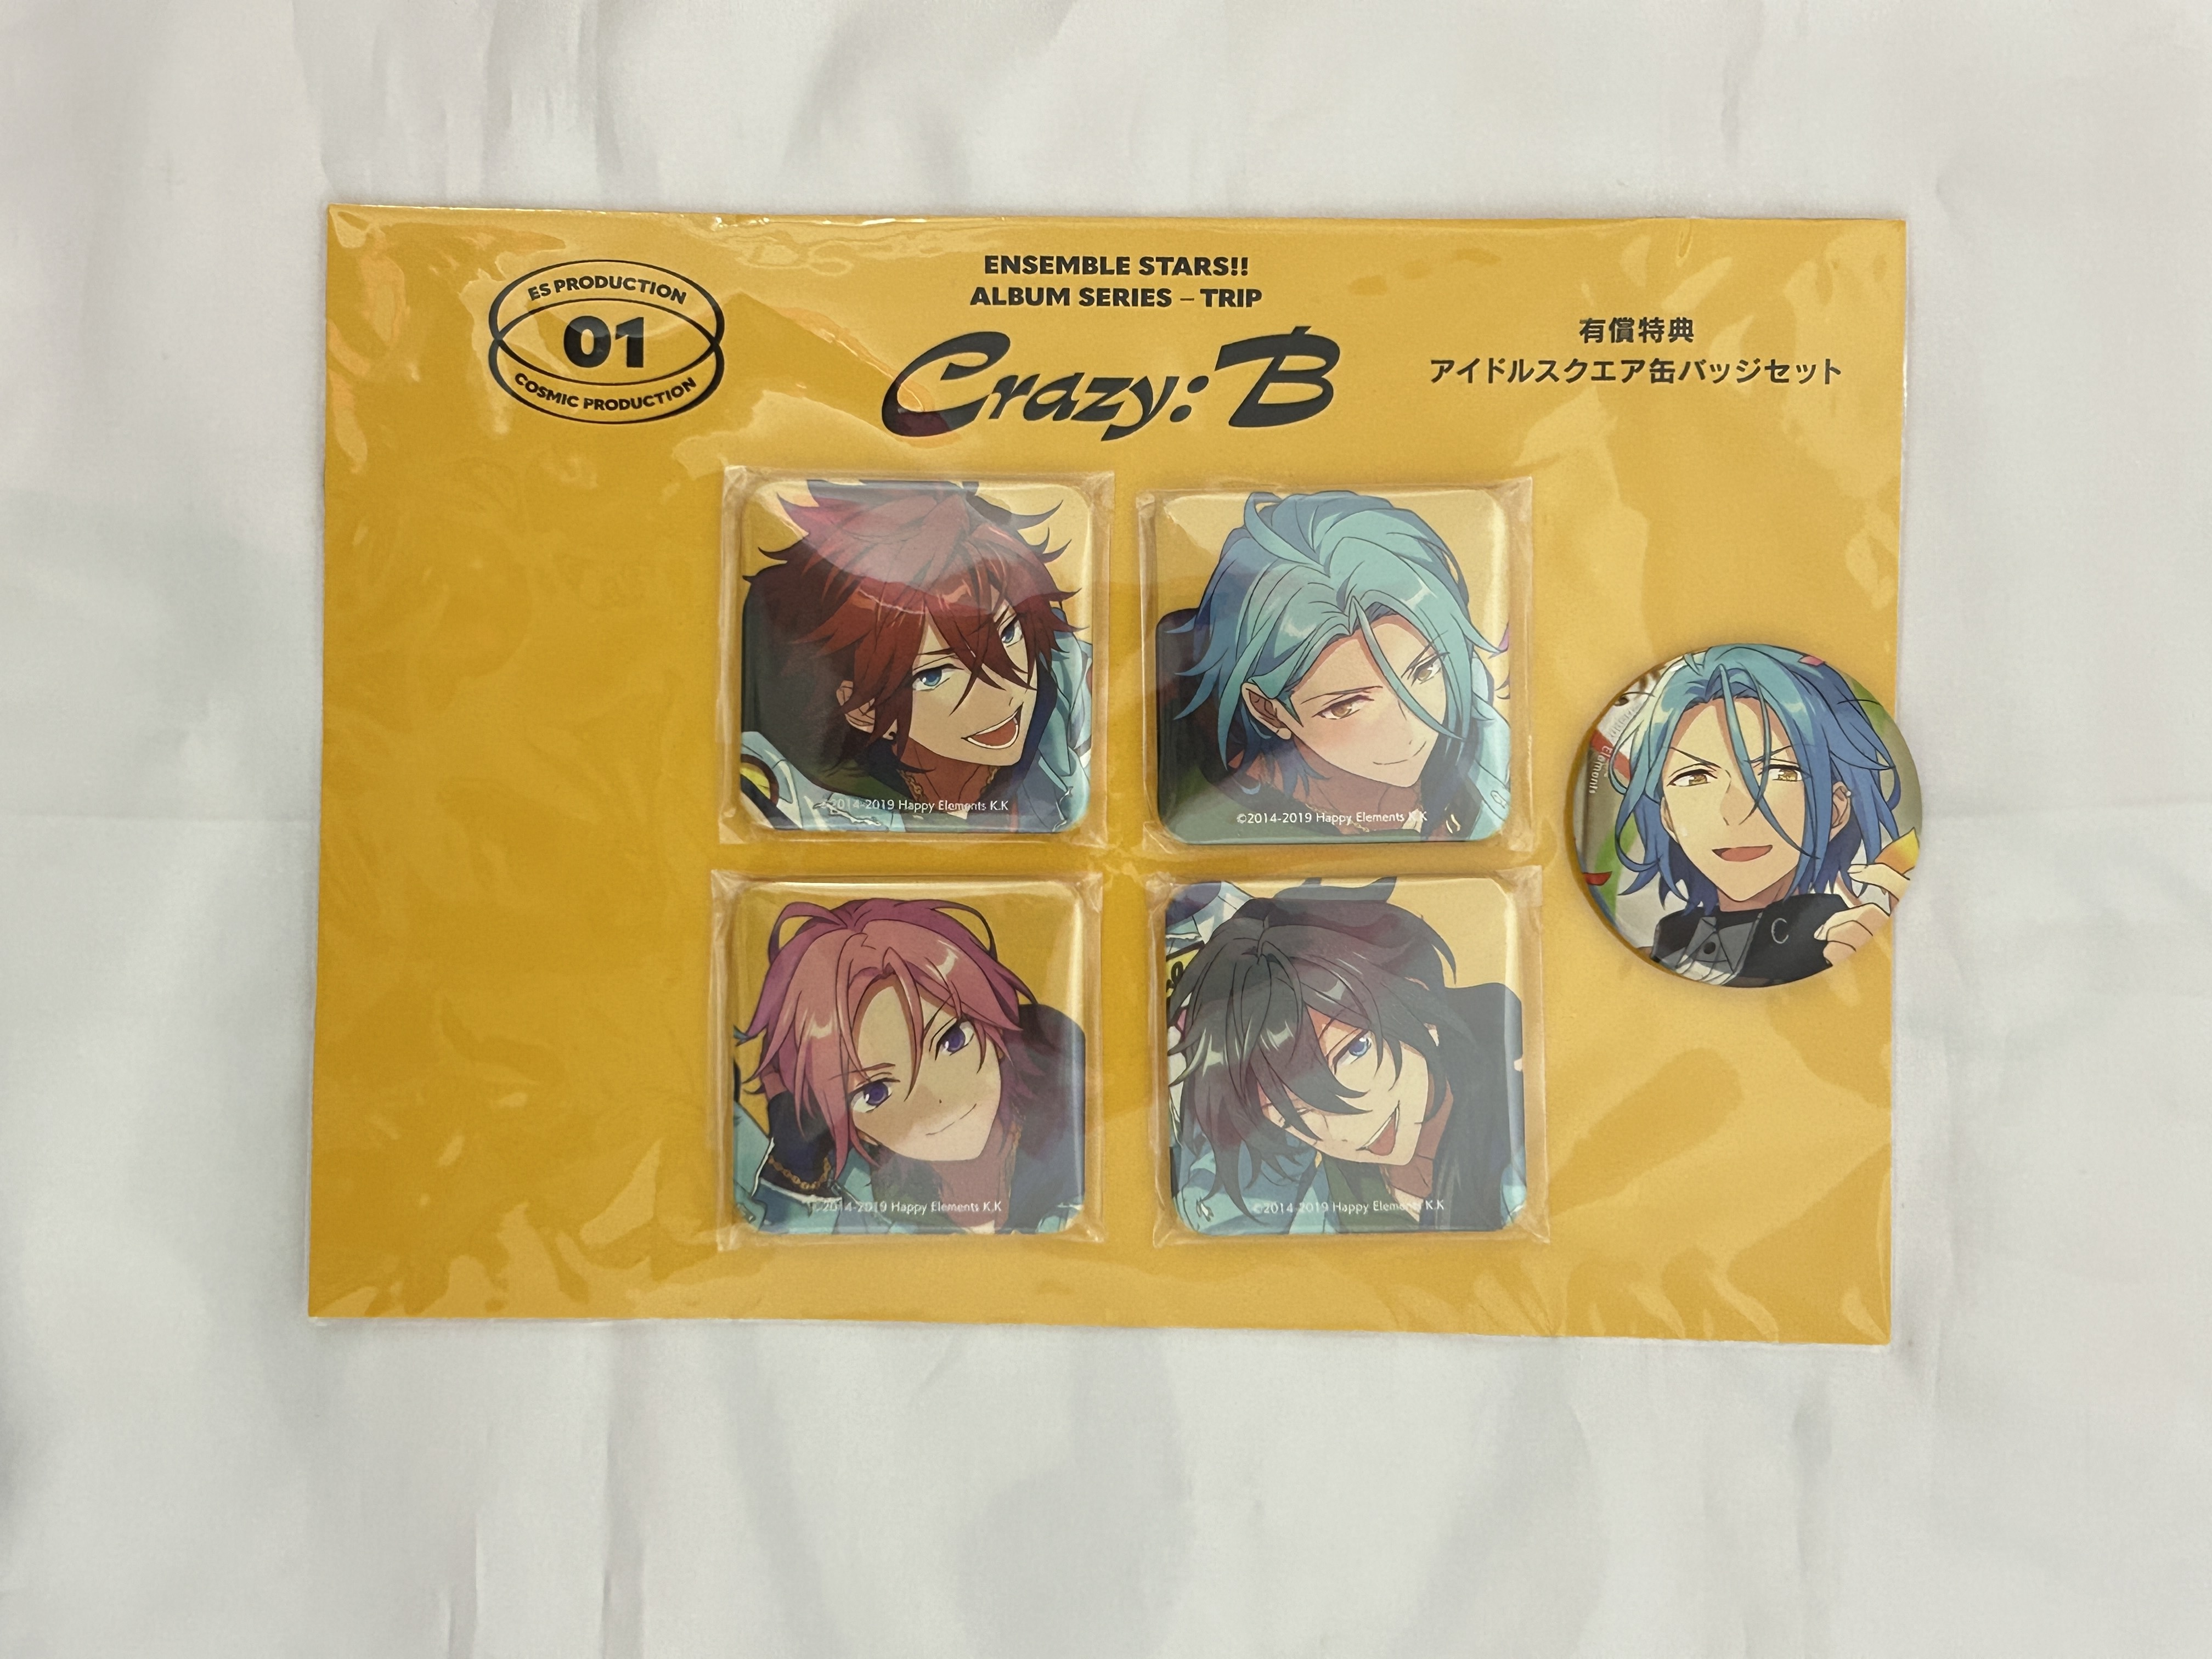 ES PRODUCTION
01
COSMIC PRODUCTION
ENSEMBLE STARS!!
ALBUM SERIES – TRIP
Crazy:B
有償特典
アイドルスクエア缶バッジセット
©2014-2019 Happy Elements K.K
©2014-2019 Happy Elements K.K
Elements
C
©2014-2019 Happy Elements K.K
©2014-2019 Happy Elements K.K